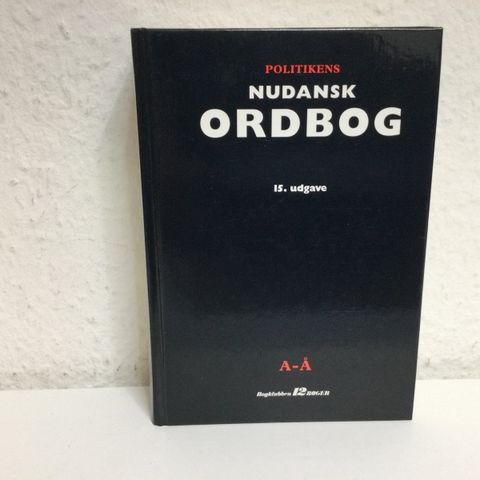 POLITIKENS
NUDANSK
ORDBOG
15. udgave
A-Å
Bogklubben 12 BØGER